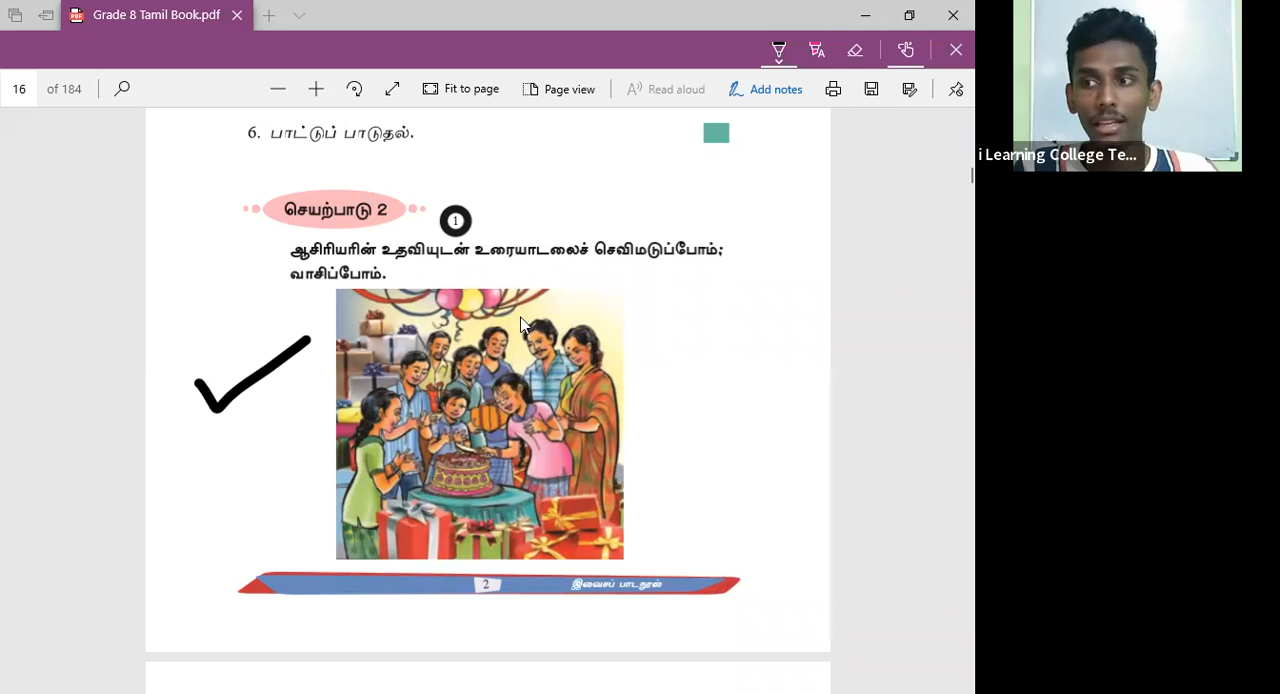 Grade 8 Tamil Book.pdf
16 of 184
Fit to page
Page view
Read aloud
Add notes
i Learning College Te...
6. பாட்டுப் பாடுதல்.
செயற்பாடு 2
1
ஆசிரியரின் உதவியுடன் உரையாடலைச் செவிமடுப்போம்;
வாசிப்போம்.
2
இலவசப் பாடநூல்